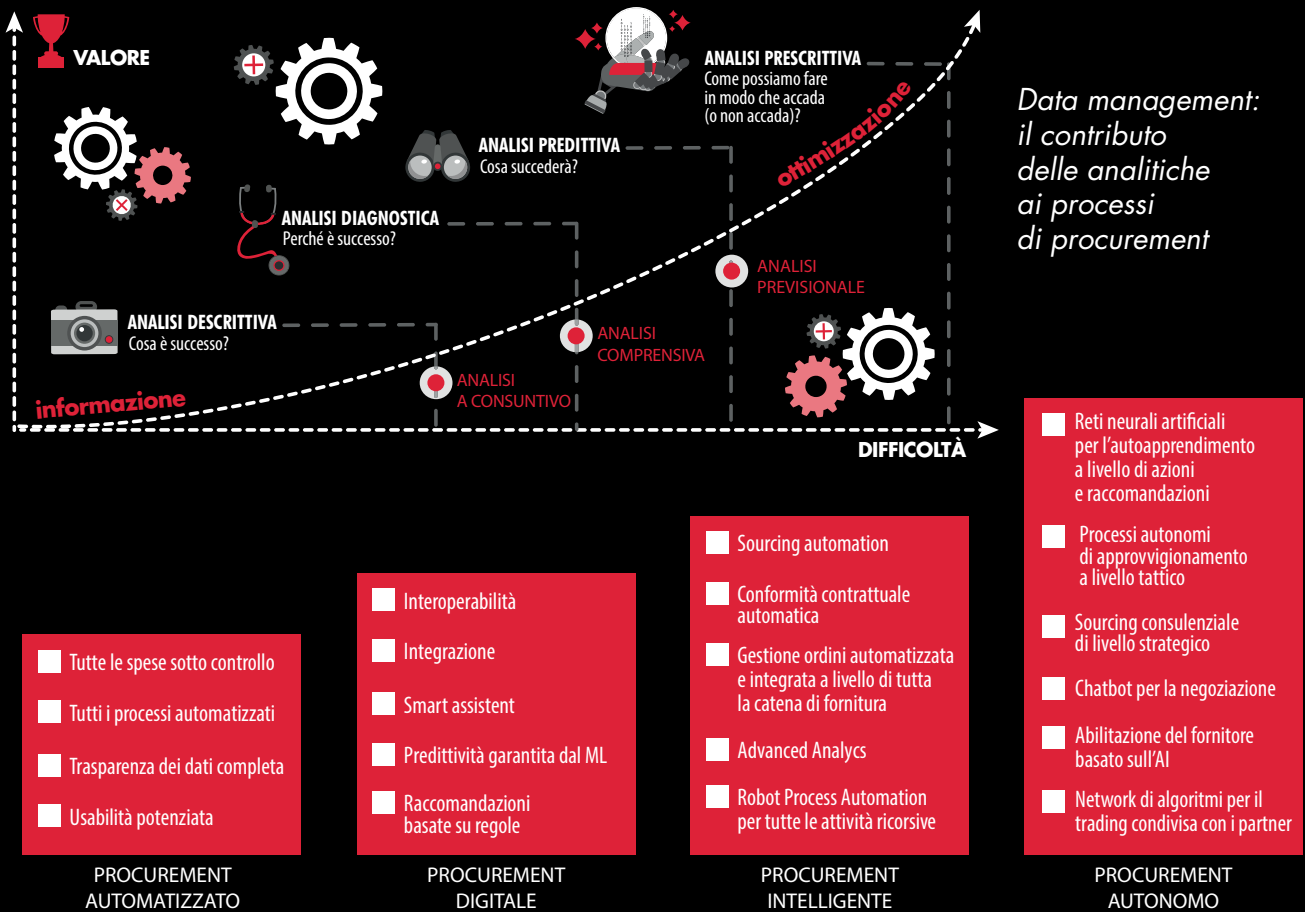 VALORE
ANALISI PRESCRITTIVA
Come possiamo fare
in modo che accada
(o non accada)?
ottimizzazione
Data management:
il contributo
delle analitiche
ai processi
di procurement
ANALISI PREDITTIVA
Cosa succederà?
ANALISI DIAGNOSTICA
Perché è successo?
ANALISI
PREVISIONALE
ANALISI DESCRITTIVA
Cosa è successo?
ANALISI
COMPRENSIVA
ANALISI
A CONSUNTIVO
informazione
DIFFICOLTÀ
Tutte le spese sotto controllo
Tutti i processi automatizzati
Trasparenza dei dati completa
Usabilità potenziata
PROCUREMENT
AUTOMATIZZATO
Interoperabilità
Integrazione
Smart assistent
Predittività garantita dal ML
Raccomandazioni
basate su regole
PROCUREMENT
DIGITALE
Sourcing automation
Conformità contrattuale
automatica
Gestione ordini automatizzata
e integrata a livello di tutta
la catena di fornitura
Advanced Analycs
Robot Process Automation
per tutte le attività ricorsive
PROCUREMENT
INTELLIGENTE
Reti neurali artificiali
per l'autoapprendimento
a livello di azioni
e raccomandazioni
Processi autonomi
di approvvigionamento
a livello tattico
Sourcing consulenziale
di livello strategico
Chatbot per la negoziazione
Abilitazione del fornitore
basato sull'AI
Network di algoritmi per il
trading condivisa con i partner
PROCUREMENT
AUTONOMO